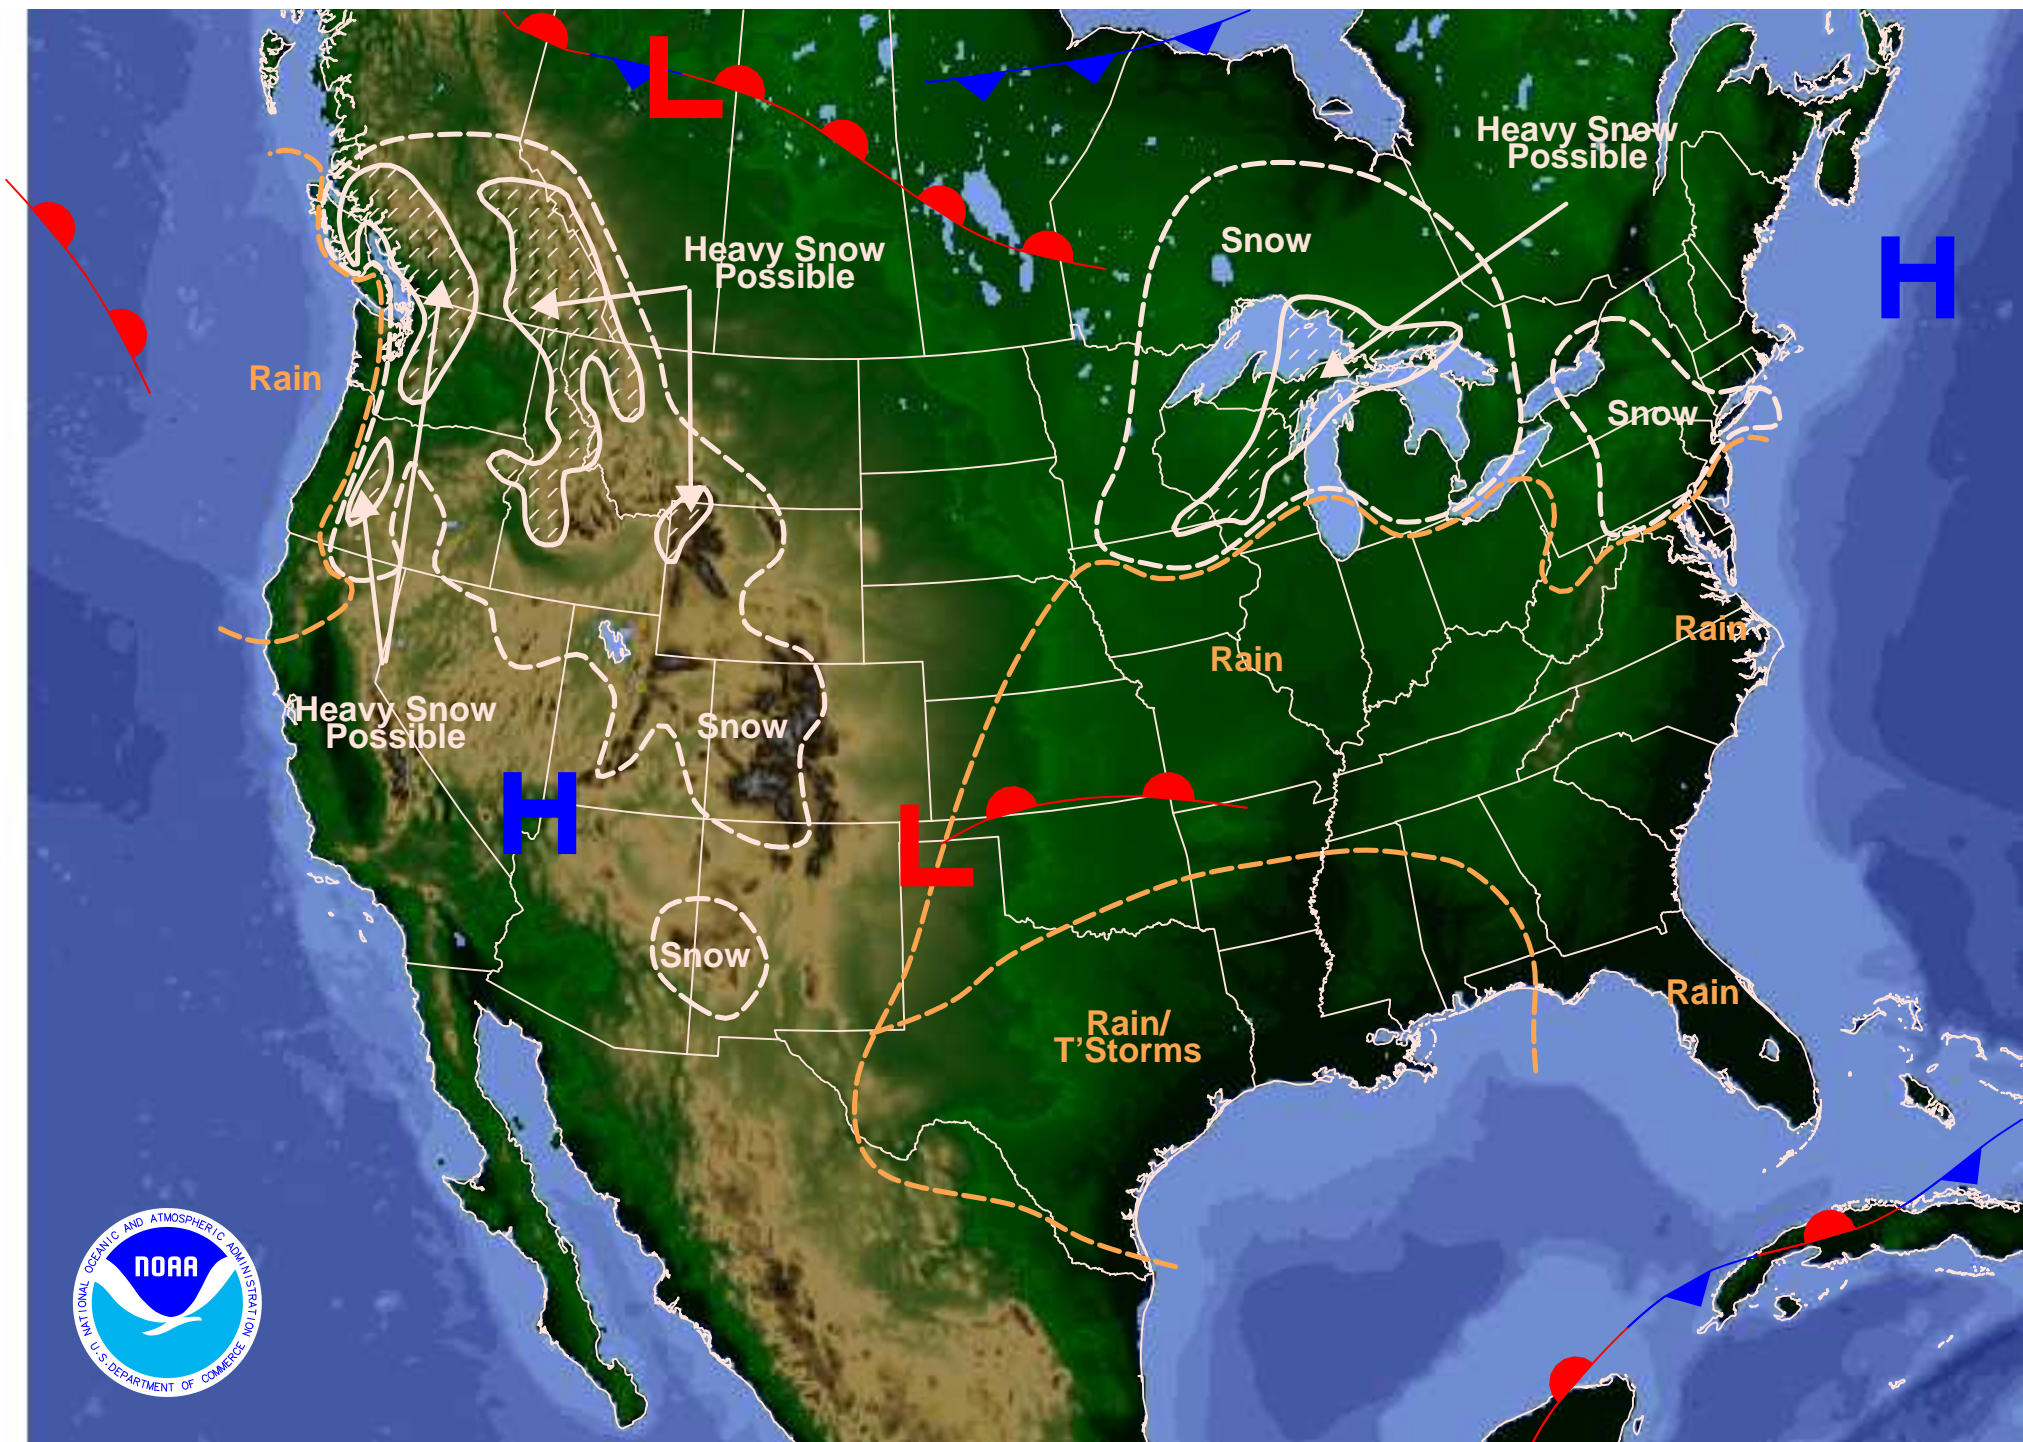 L
Heavy Snow
Possible
Snow
Heavy Snow
Possible
H
Rain
Snow
Rain
Rain
Heavy Snow
Possible
Snow
H
L
Snow
Rain
Rain/
T'Storms
NATIONAL OCEANIC AND ATMOSPHERIC ADMINISTRATION
NOAA
U.S. DEPARTMENT OF COMMERCE